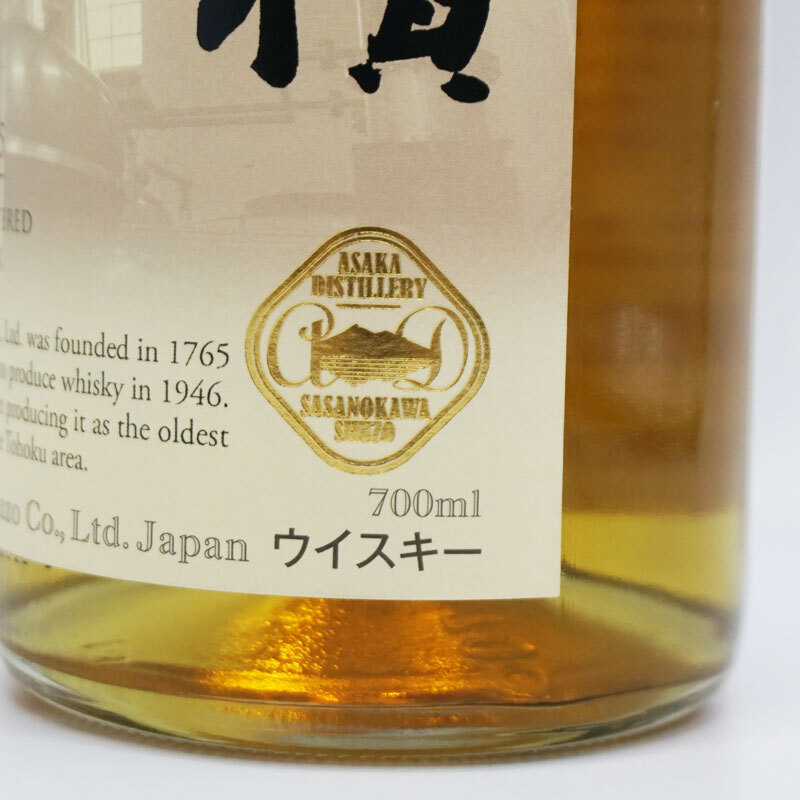 ERED
ASAKA
DISTILLERY
SASANOKAWA
SHUZO
Ltd. was founded in 1765
produce whisky in 1946.
producing it as the oldest
Tohoku area.
700ml
Co., Ltd. Japan
ウイスキー